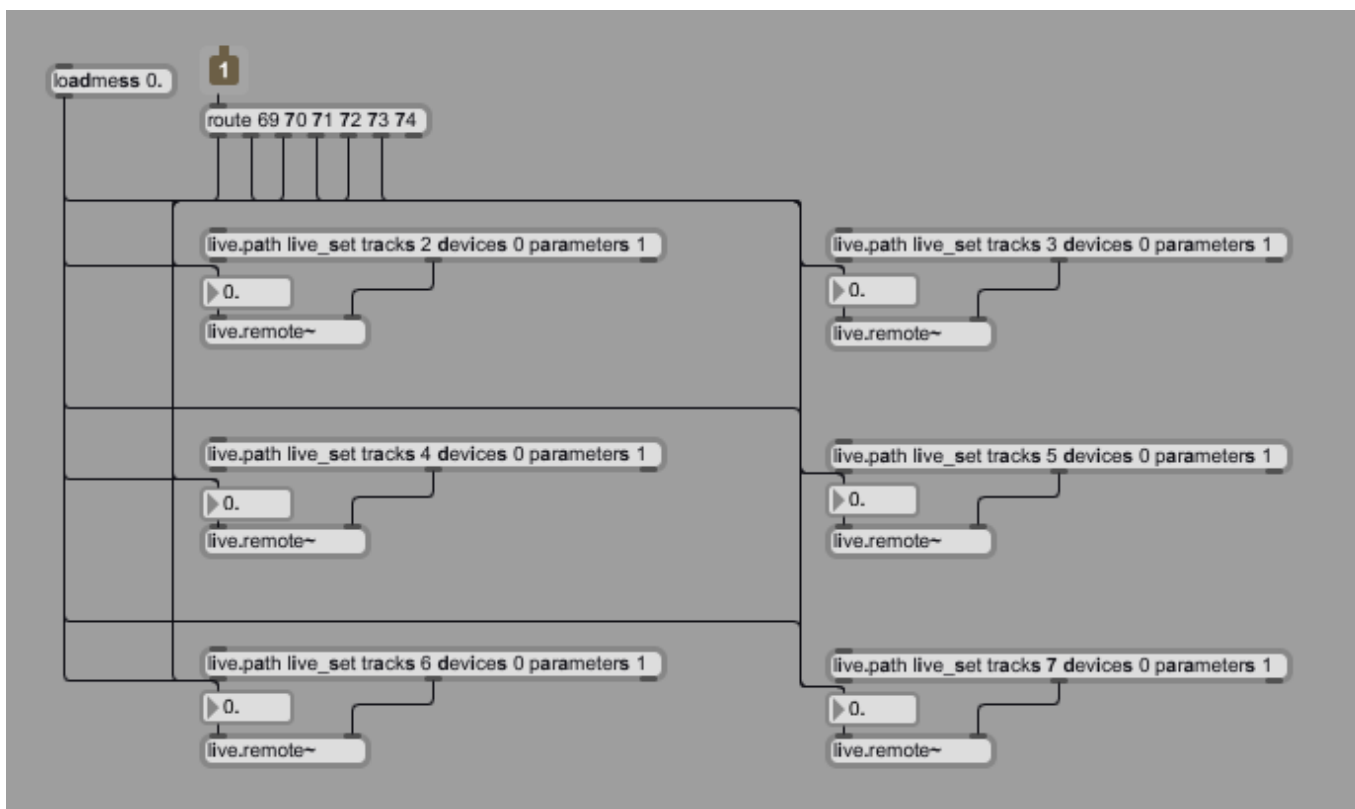 loadmess 0.
1
route 69 70 71 72 73 74
live.path live_set tracks 2 devices 0 parameters 1
0.
live.remote~
live.path live_set tracks 3 devices 0 parameters 1
0.
live.remote~
live.path live_set tracks 4 devices 0 parameters 1
0.
live.remote~
live.path live_set tracks 5 devices 0 parameters 1
0.
live.remote~
live.path live_set tracks 6 devices 0 parameters 1
0.
live.remote~
live.path live_set tracks 7 devices 0 parameters 1
0.
live.remote~